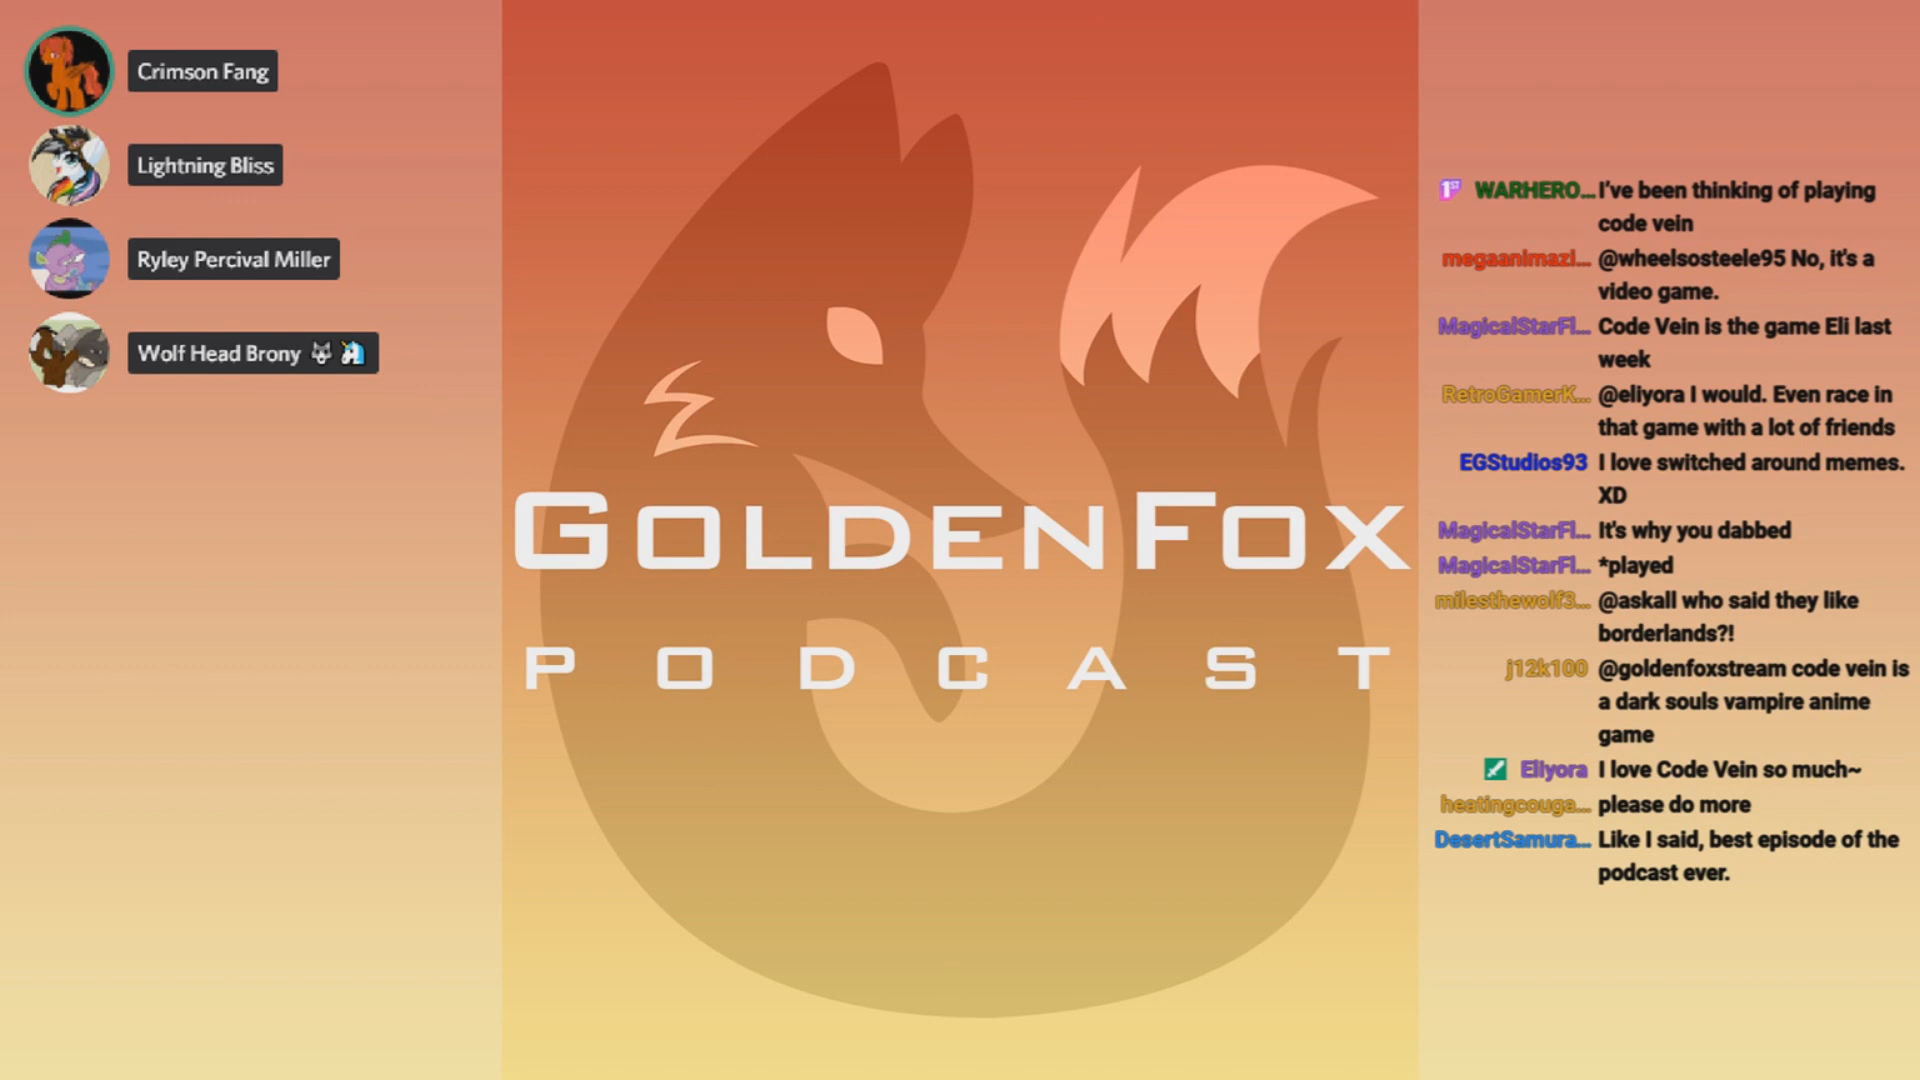 Crimson Fang
Lightning Bliss
Ryley Percival Miller
Wolf Head Brony
GOLDENFOX
PODCAST
1ST WARHERO... I've been thinking of playing
code vein
megaanimazi... @wheelsosteele95 No, it's a
video game.
MagicalStarFl... Code Vein is the game Eli last
week
RetroGamerK... @eliyora I would. Even race in
that game with a lot of friends
EGStudios93 I love switched around memes.
XD
MagicalStarFl... It's why you dabbed
MagicalStarFl... *played
milesthewolf3... @askall who said they like
borderlands?!
j12k100 @goldenfoxstream code vein is
a dark souls vampire anime
game
Eliyora I love Code Vein so much~
heatingcouga... please do more
DesertSamura... Like I said, best episode of the
podcast ever.